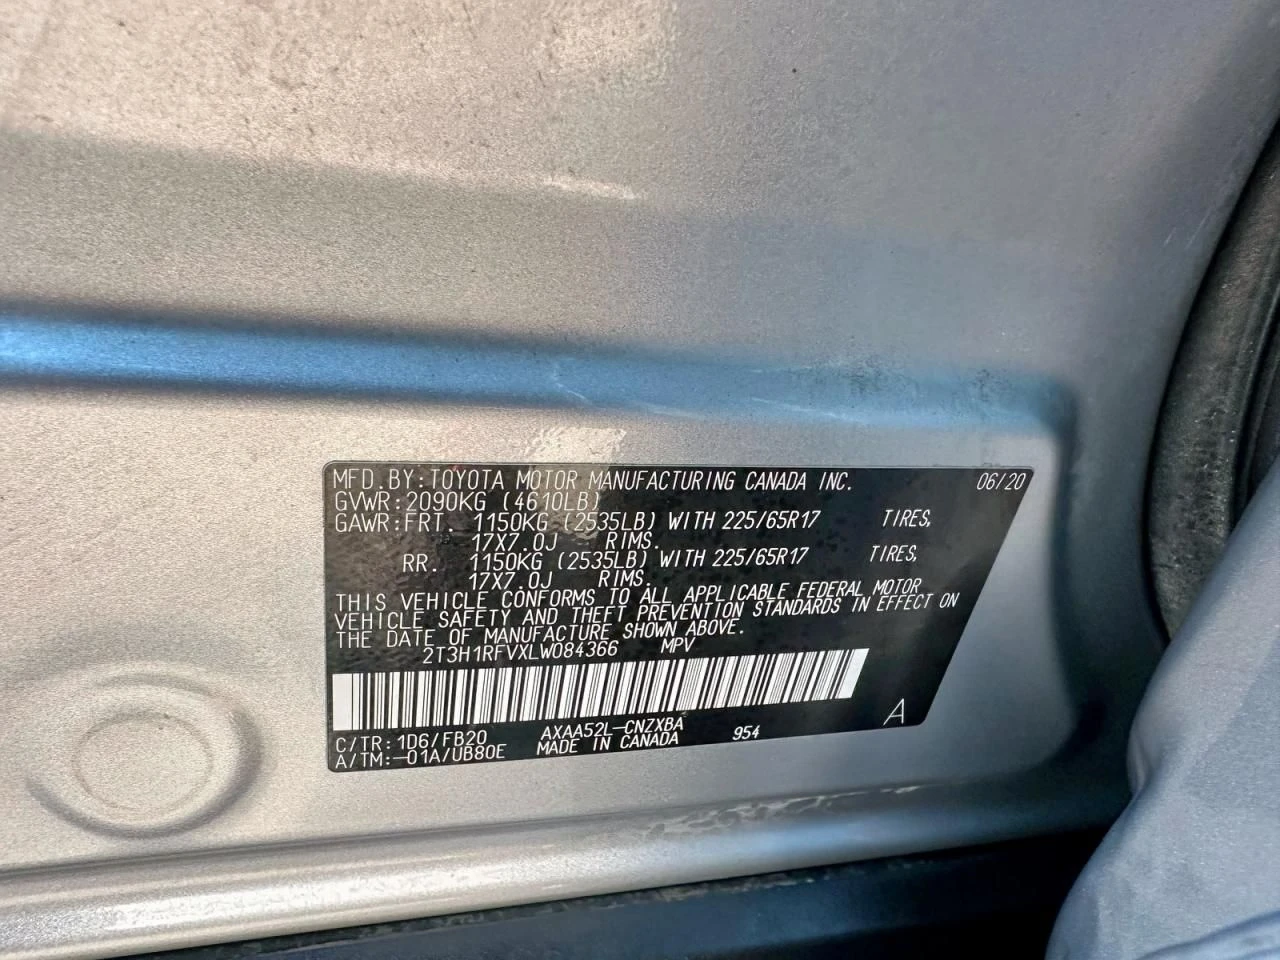 MFD.BY:TOYOTA MOTOR MANUFACTURING CANADA INC. 06/20
GVWR:2090KG (4610LB)
GAWR:FRT. 1150KG (2535LB) WITH 225/65R17 TIRES,
17X7.0J RIMS.
RR. 1150KG (2535LB) WITH 225/65R17 TIRES,
17X7.0J RIMS.
THIS VEHICLE CONFORMS TO ALL APPLICABLE FEDERAL MOTOR
VEHICLE SAFETY AND THEFT PREVENTION STANDARDS IN EFFECT ON
THE DATE OF MANUFACTURE SHOWN ABOVE.
2T3H1RFVXLW084366 MPV
A
C/TR:1D6/FB20 AXAA52L-CNZXBA 954
A/TM:-01A/UB80E MADE IN CANADA